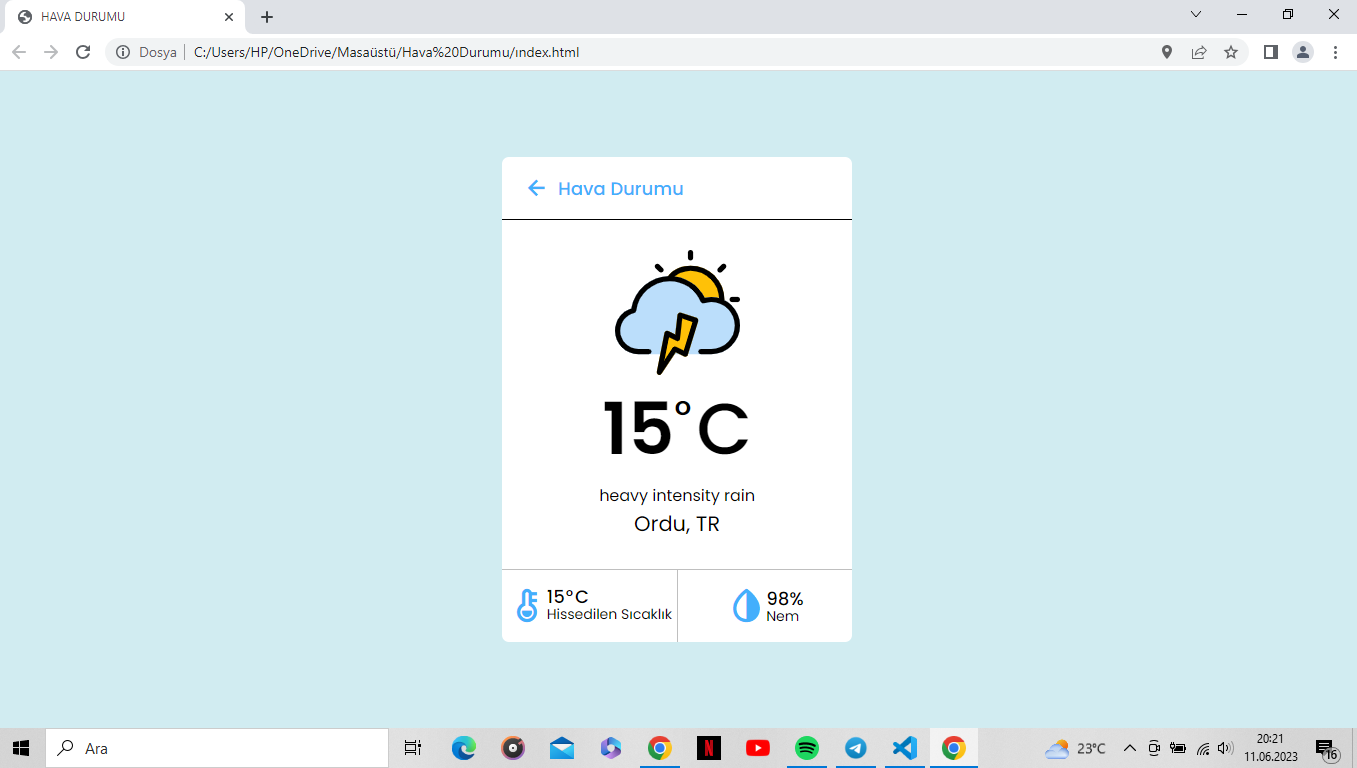 HAVA DURUMU
Dosya C:/Users/HP/OneDrive/Masaüstü/Hava%20Durumu/index.html
Hava Durumu
15°C
heavy intensity rain
Ordu, TR
15°C
Hissedilen Sıcaklık
98%
Nem
Ara
N
23°C
20:21
11.06.2023
16